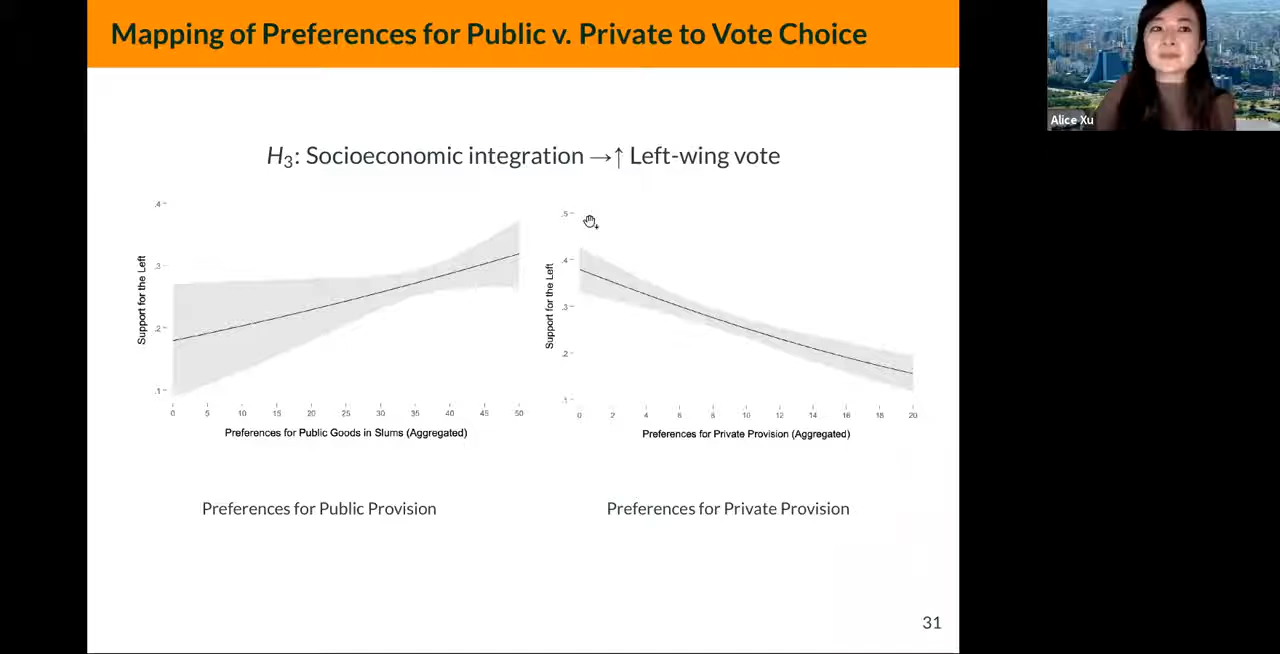 Mapping of Preferences for Public v. Private to Vote Choice
Alice Xu
H3: Socioeconomic integration →↑ Left-wing vote
.4
.3
.2
.1
Support for the Left
0 5 10 15 20 25 30 35 40 45 50
Preferences for Public Goods in Slums (Aggregated)
.5
.4
.3
.2
.1
Support for the Left
0 2 4 6 8 10 12 14 16 18 20
Preferences for Private Provision (Aggregated)
Preferences for Public Provision
Preferences for Private Provision
31